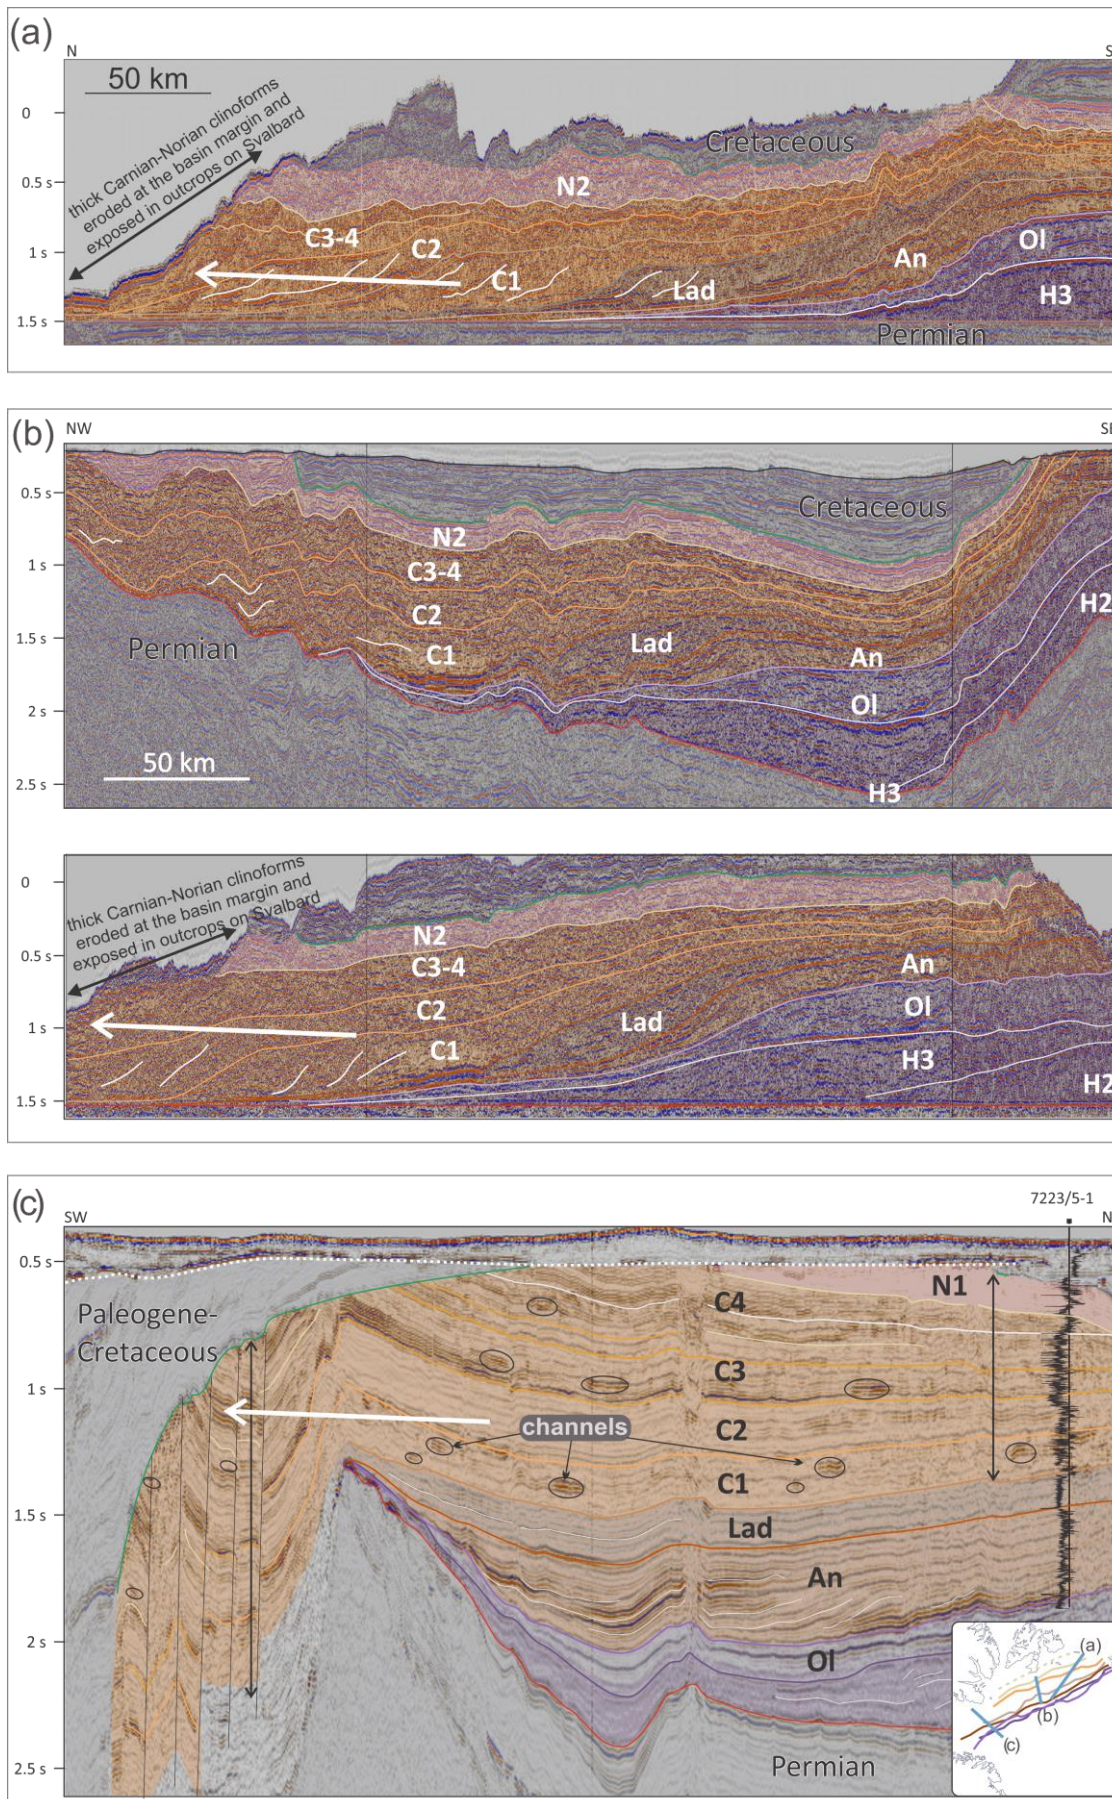 (a)
N
S
50 km
thick Carnian-Norian clinoforms
eroded at the basin margin and
exposed in outcrops on Svalbard
0
0.5 s
1 s
1.5 s
Cretaceous
N2
C3-4
C2
C1
Lad
An
Ol
H3
Permian
(b)
NW
SE
0.5 s
1 s
1.5 s
2 s
2.5 s
Cretaceous
N2
C3-4
C2
C1
Lad
An
Ol
H2
H3
Permian
50 km
0
0.5 s
1 s
1.5 s
thick Carnian-Norian clinoforms
eroded at the basin margin and
exposed in outcrops on Svalbard
N2
C3-4
C2
C1
Lad
An
Ol
H3
H2
(c)
SW
7223/5-1
N
0.5 s
1 s
1.5 s
2 s
2.5 s
Paleogene-
Cretaceous
N1
C4
C3
channels
C2
C1
Lad
An
Ol
Permian
(a)
(b)
(c)